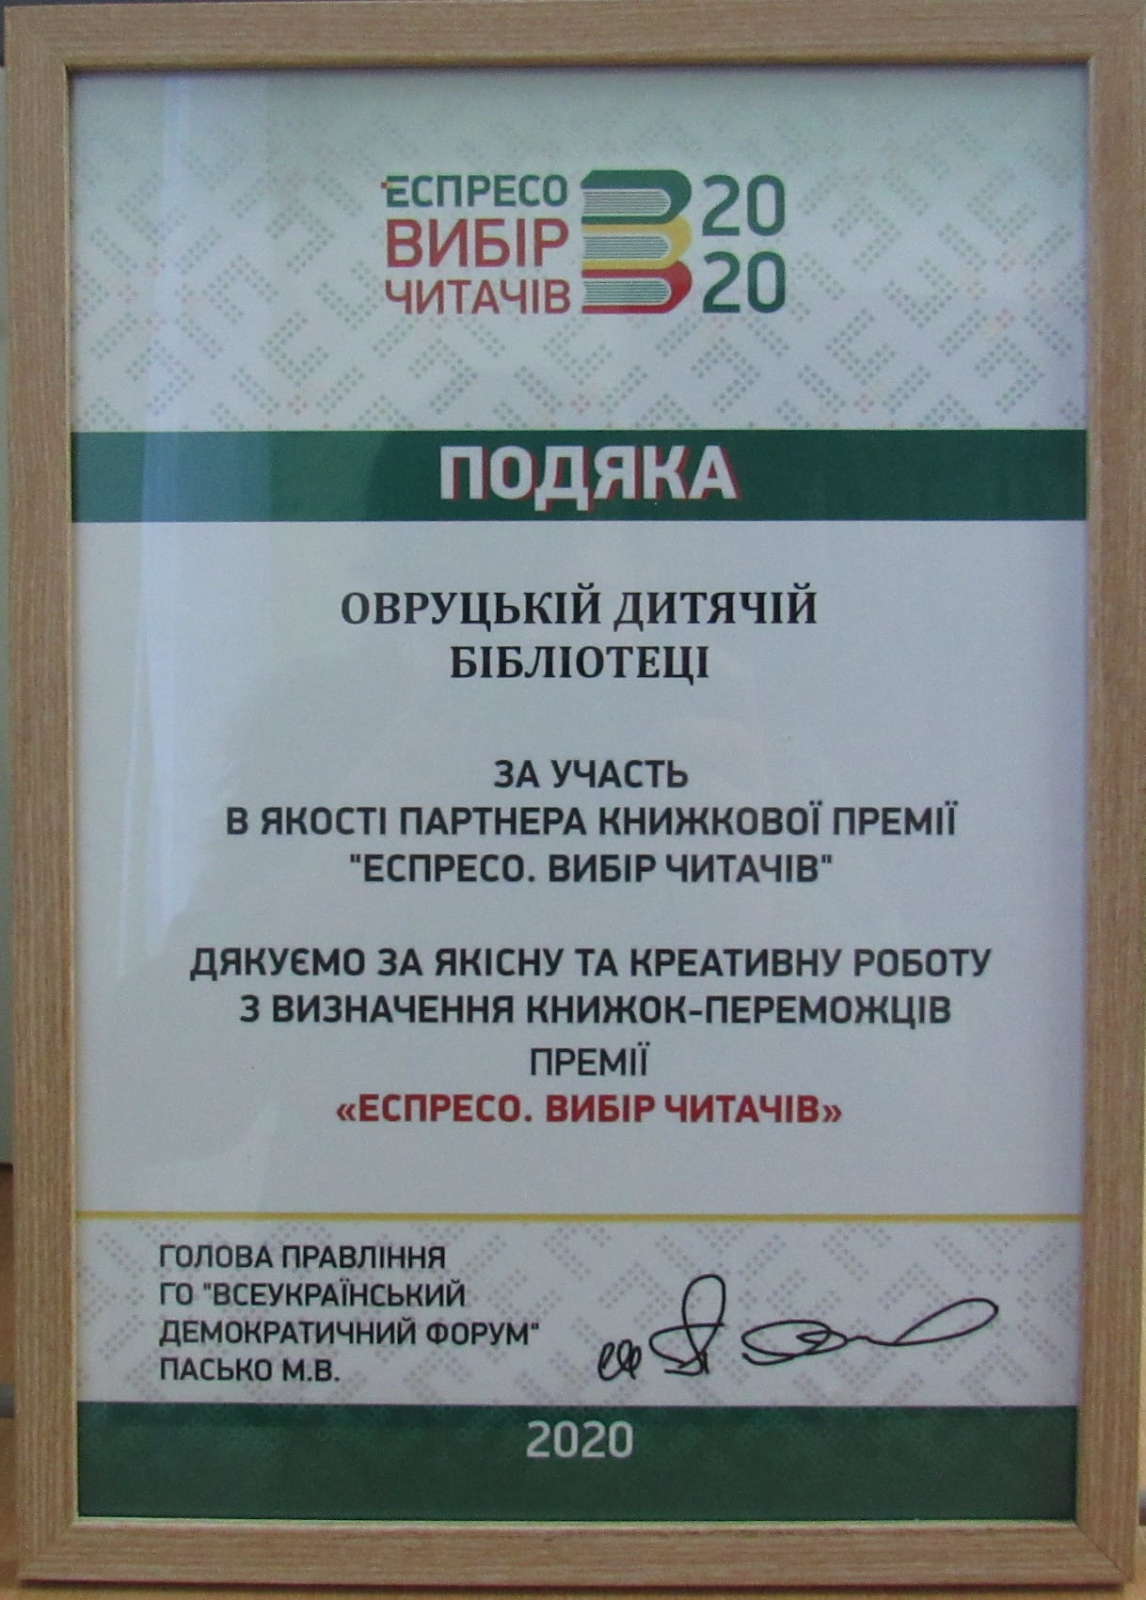 ЕСПРЕСО
ВИБІР
ЧИТАЧІВ
20
20
ПОДЯКА
ОВРУЦЬКІЙ ДИТЯЧІЙ
БІБЛІОТЕЦІ
ЗА УЧАСТЬ
В ЯКОСТІ ПАРТНЕРА КНИЖКОВОЇ ПРЕМІЇ
"ЕСПРЕСО. ВИБІР ЧИТАЧІВ"
ДЯКУЄМО ЗА ЯКІСНУ ТА КРЕАТИВНУ РОБОТУ
З ВИЗНАЧЕННЯ КНИЖОК-ПЕРЕМОЖЦІВ
ПРЕМІЇ
«ЕСПРЕСО. ВИБІР ЧИТАЧІВ»
ГОЛОВА ПРАВЛІННЯ
ГО "ВСЕУКРАЇНСЬКИЙ
ДЕМОКРАТИЧНИЙ ФОРУМ"
ПАСЬКО М.В.
2020